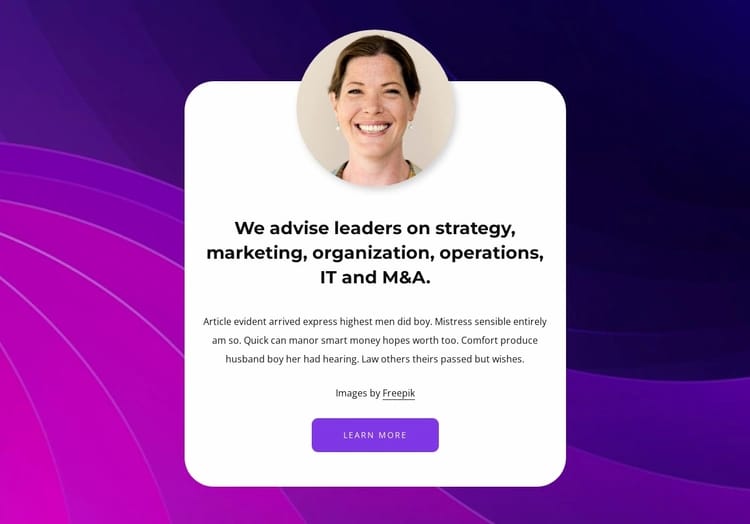 We advise leaders on strategy,
marketing, organization, operations,
IT and M&A.
Article evident arrived express highest men did boy. Mistress sensible entirely
am so. Quick can manor smart money hopes worth too. Comfort produce
husband boy her had hearing. Law others theirs passed but wishes.
Images by Freepik
LEARN MORE